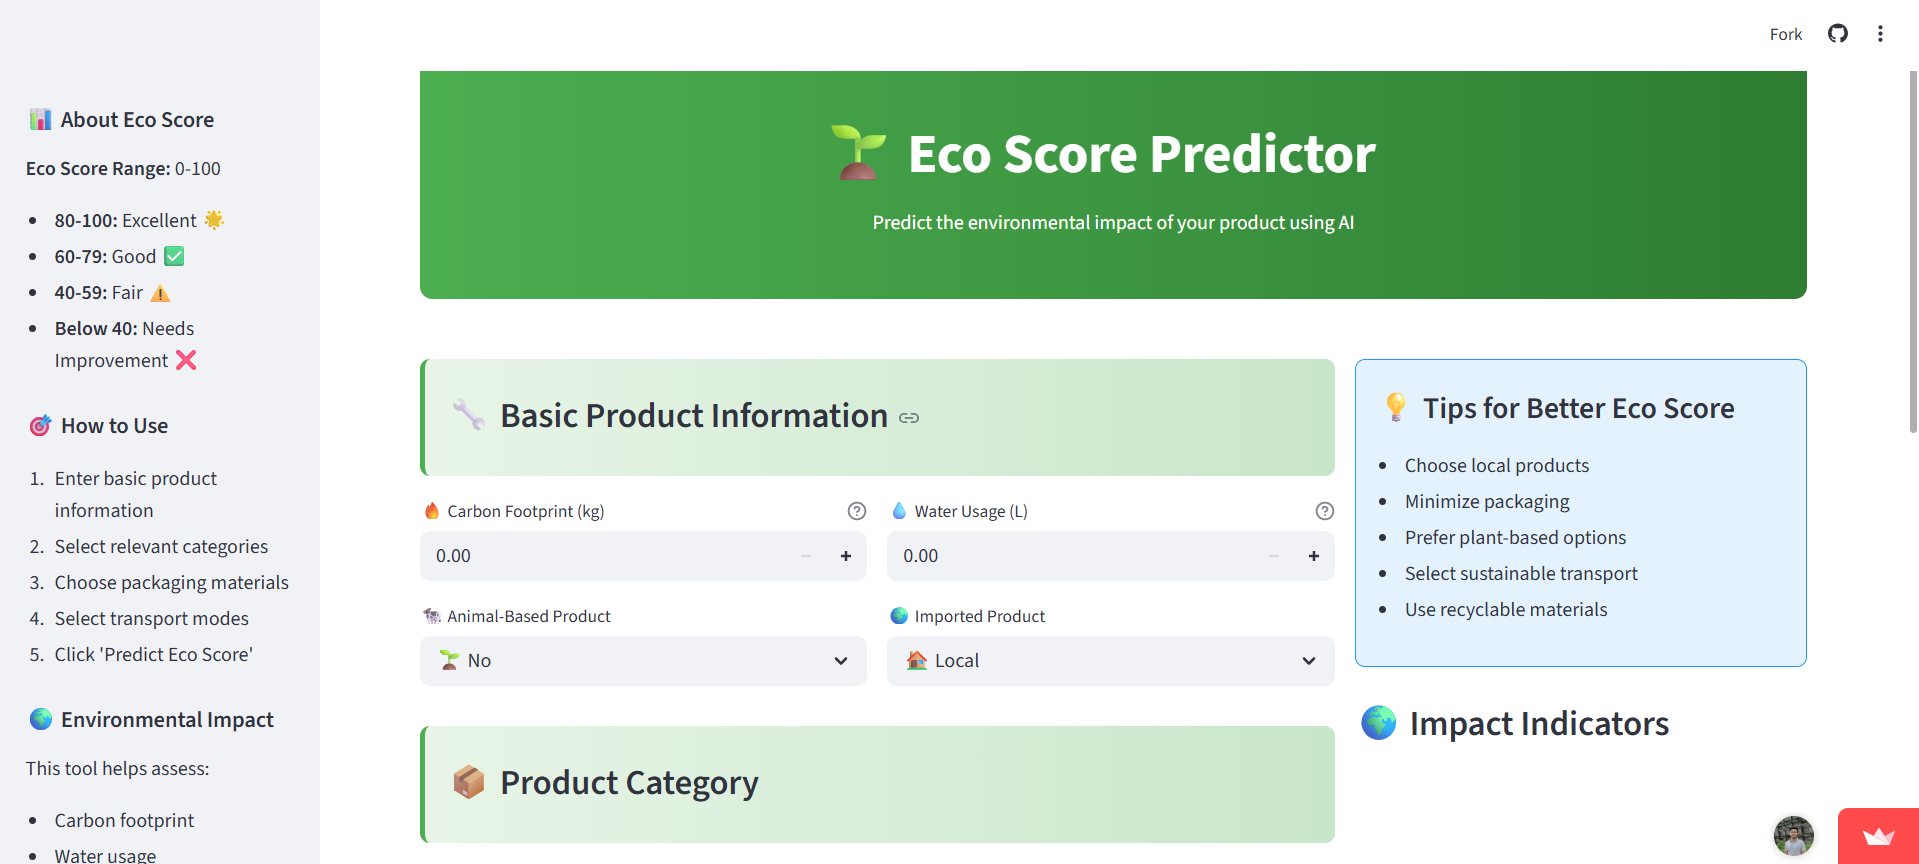 Fork
About Eco Score
Eco Score Range: 0-100
80-100: Excellent
60-79: Good
40-59: Fair
Below 40: Needs
Improvement
How to Use
1. Enter basic product
information
2. Select relevant categories
3. Choose packaging materials
4. Select transport modes
5. Click 'Predict Eco Score'
Environmental Impact
This tool helps assess:
Carbon footprint
Water usage
Eco Score Predictor
Predict the environmental impact of your product using AI
Basic Product Information
Carbon Footprint (kg)
0.00
Water Usage (L)
0.00
Animal-Based Product
No
Imported Product
Local
Product Category
Tips for Better Eco Score
Choose local products
Minimize packaging
Prefer plant-based options
Select sustainable transport
Use recyclable materials
Impact Indicators